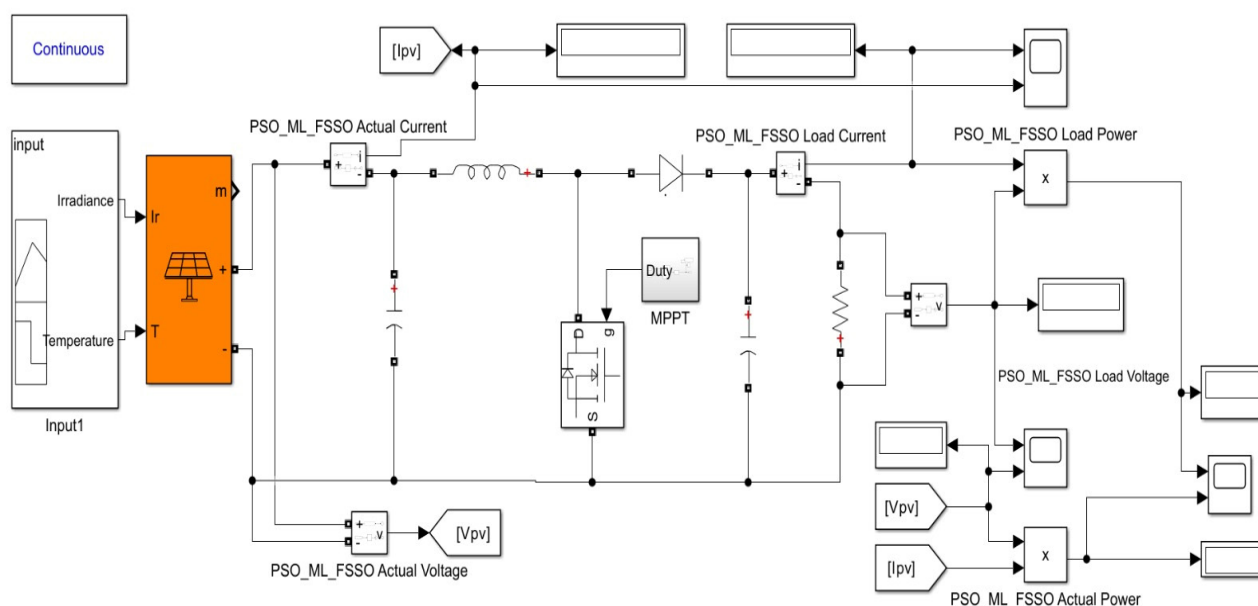 Continuous
[Ipv]
PSO_ML_FSSO Actual Current
PSO_ML_FSSO Load Current
PSO_ML_FSSO Load Power
input
Irradiance
Temperature
Input1
m
Ir
+
T
-
+
i
-
+
i
-
x
Duty
MPPT
D
g
S
+
v
-
PSO_ML_FSSO Load Voltage
+
v
-
[Vpv]
PSO_ML_FSSO Actual Voltage
[Vpv]
[Ipv]
x
PSO_ML_FSSO Actual Power